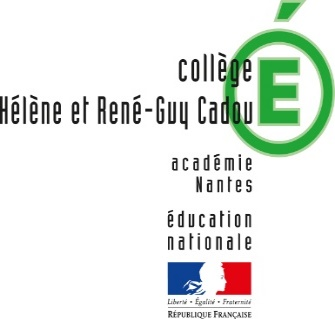 collège
Hélène et René-Guy Cadou
É
académie
Nantes
éducation
nationale
Liberté • Égalité • Fraternité
RÉPUBLIQUE FRANÇAISE